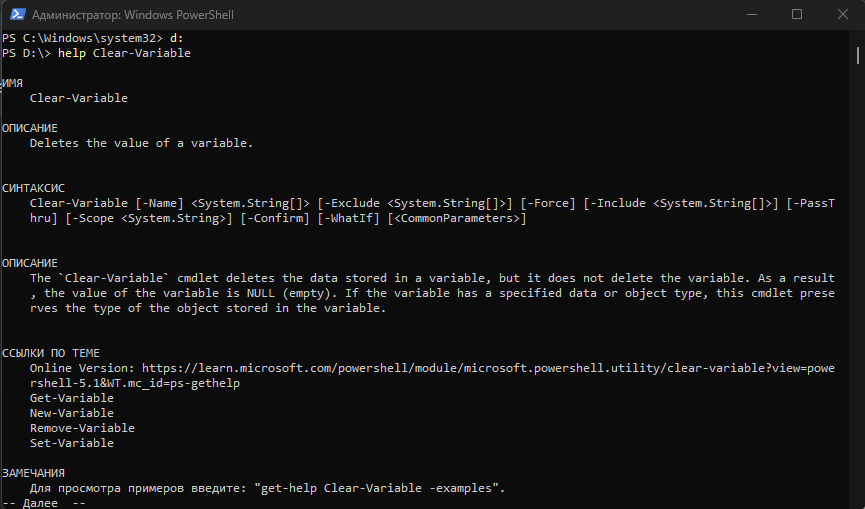 Администратор: Windows PowerShell
PS C:\Windows\system32> d:
PS D:\> help Clear-Variable
ИМЯ
Clear-Variable
ОПИСАНИЕ
Deletes the value of a variable.
СИНТАКСИС
Clear-Variable [-Name] <System.String[]> [-Exclude <System.String[]>] [-Force] [-Include <System.String[]>] [-PassT
hru] [-Scope <System.String>] [-Confirm] [-WhatIf] [<CommonParameters>]
ОПИСАНИЕ
The `Clear-Variable` cmdlet deletes the data stored in a variable, but it does not delete the variable. As a result
, the value of the variable is NULL (empty). If the variable has a specified data or object type, this cmdlet prese
rves the type of the object stored in the variable.
ССЫЛКИ ПО ТЕМЕ
Online Version: https://learn.microsoft.com/powershell/module/microsoft.powershell.utility/clear-variable?view=powe
rshell-5.1&WT.mc_id=ps-gethelp
Get-Variable
New-Variable
Remove-Variable
Set-Variable
ЗАМЕЧАНИЯ
Для просмотра примеров введите: "get-help Clear-Variable -examples".
-- Далее  --